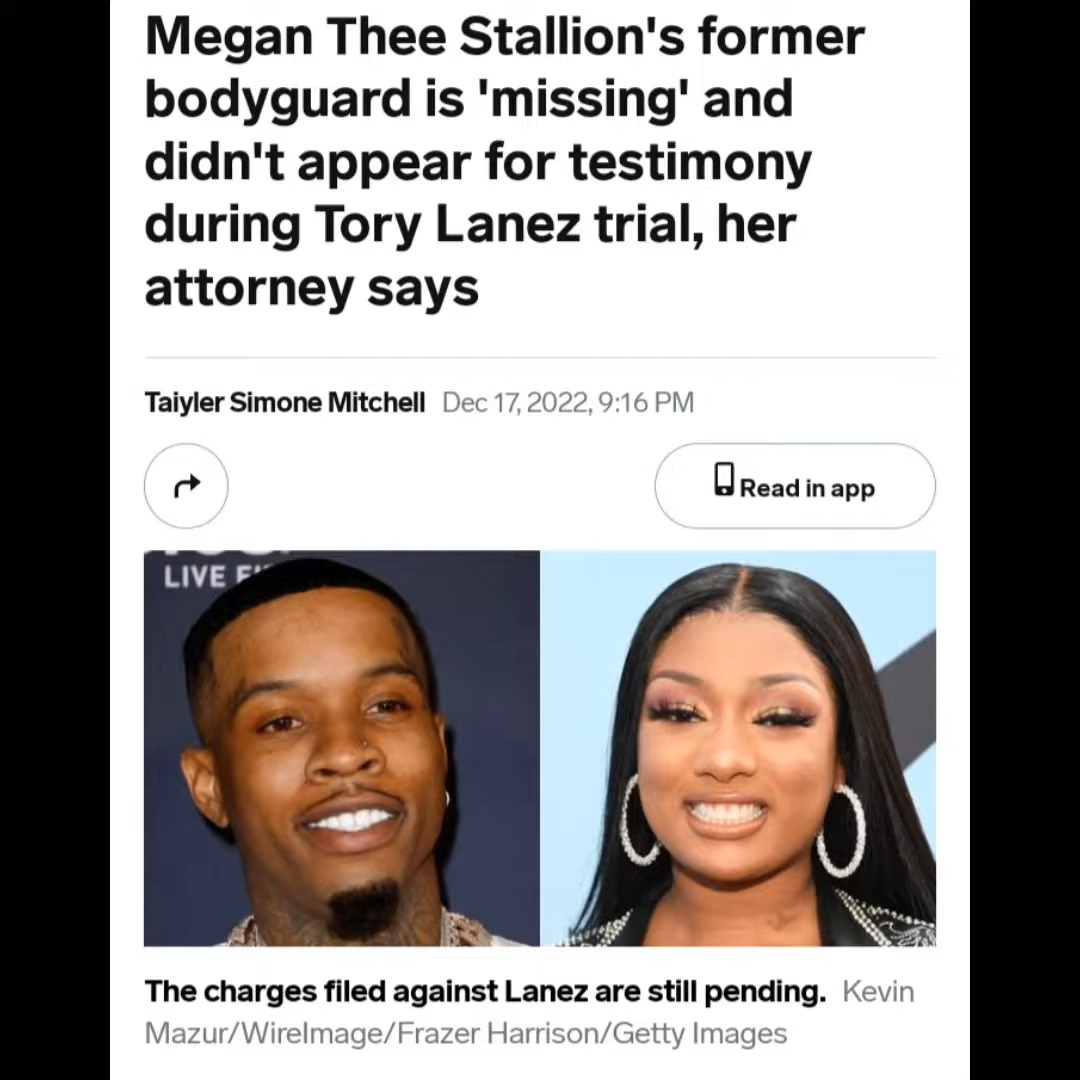 Megan Thee Stallion's former
bodyguard is 'missing' and
didn't appear for testimony
during Tory Lanez trial, her
attorney says
Taiyler Simone Mitchell Dec 17, 2022, 9:16 PM
Read in app
LIVE
The charges filed against Lanez are still pending. Kevin
Mazur/WireImage/Frazer Harrison/Getty Images